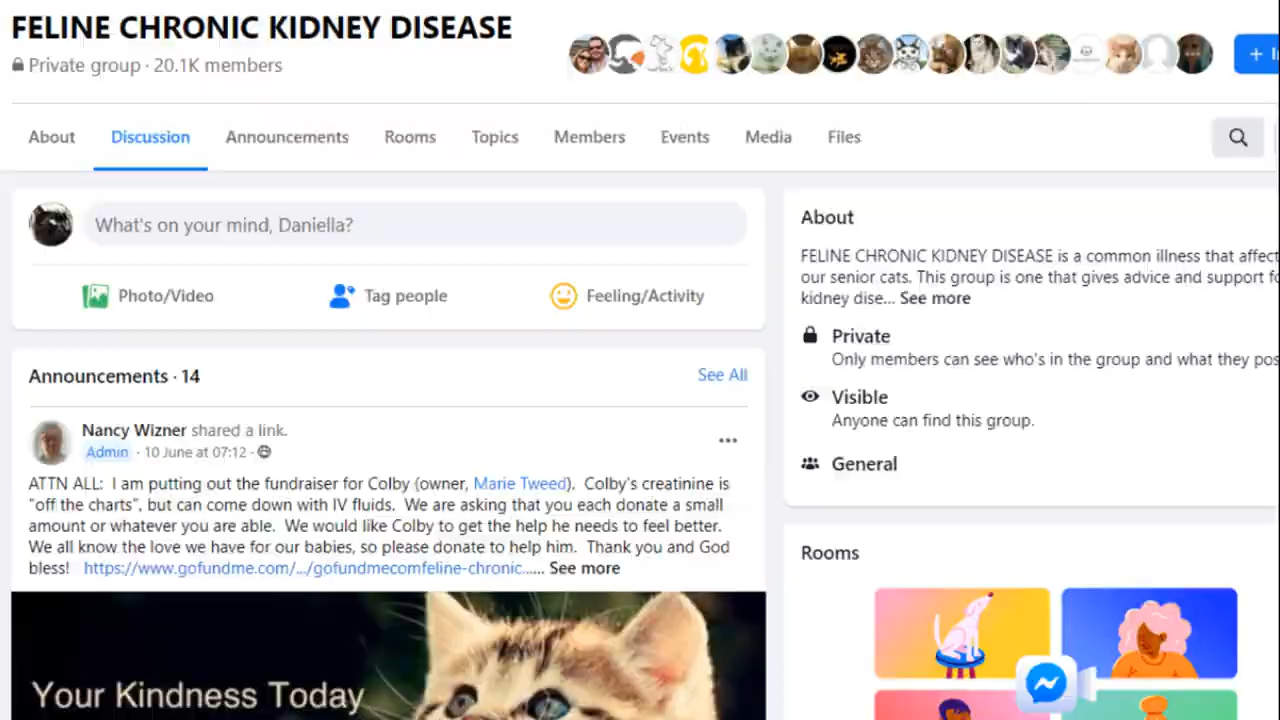 FELINE CHRONIC KIDNEY DISEASE
Private group · 20.1K members
About
Discussion
Announcements
Rooms
Topics
Members
Events
Media
Files
What's on your mind, Daniella?
Photo/Video
Tag people
Feeling/Activity
Announcements · 14
See All
Nancy Wizner shared a link.
Admin · 10 June at 07:12 ·
ATTN ALL: I am putting out the fundraiser for Colby (owner, Marie Tweed). Colby's creatinine is
"off the charts", but can come down with IV fluids. We are asking that you each donate a small
amount or whatever you are able. We would like Colby to get the help he needs to feel better.
We all know the love we have for our babies, so please donate to help him. Thank you and God
bless! https://www.gofundme.com/.../gofundmecomfeline-chronic...... See more
Your Kindness Today
About
FELINE CHRONIC KIDNEY DISEASE is a common illness that affect
our senior cats. This group is one that gives advice and support fo
kidney dise... See more
Private
Only members can see who's in the group and what they pos
Visible
Anyone can find this group.
General
Rooms